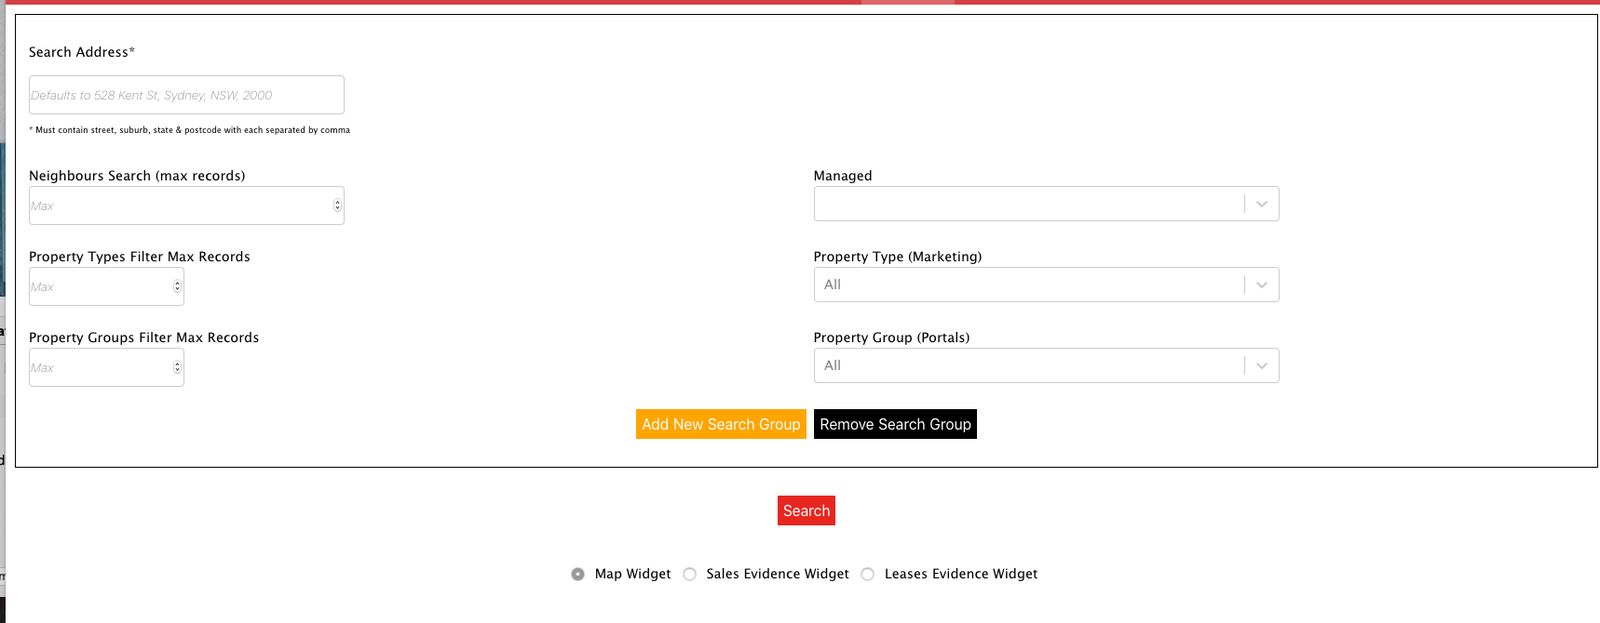 Search Address*
Defaults to 528 Kent St, Sydney, NSW, 2000
* Must contain street, suburb, state & postcode with each separated by comma
Neighbours Search (max records)
Managed
Max
Property Types Filter Max Records
Property Type (Marketing)
Max
All
Property Groups Filter Max Records
Property Group (Portals)
Max
All
Add New Search Group
Remove Search Group
Search
Map Widget
Sales Evidence Widget
Leases Evidence Widget